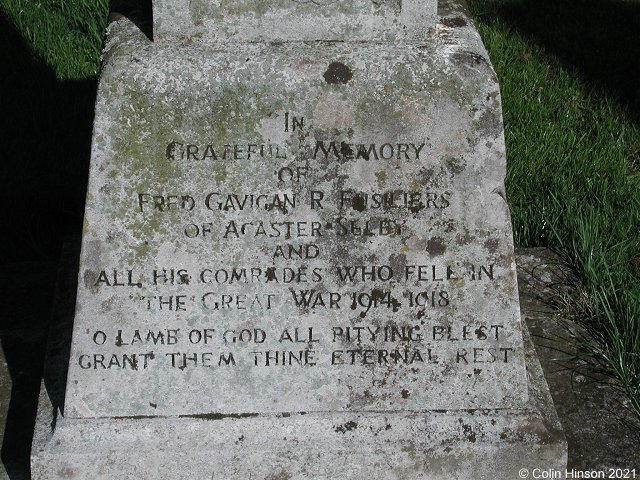 In
Grateful Memory
of
Fred Gavigan R. Fusiliers
of Acaster Selby
and
all his comrades who fell in
the Great War 1914 1918
O Lamb of God all pitying blest
Grant them thine eternal rest
© Colin Hinson 2021